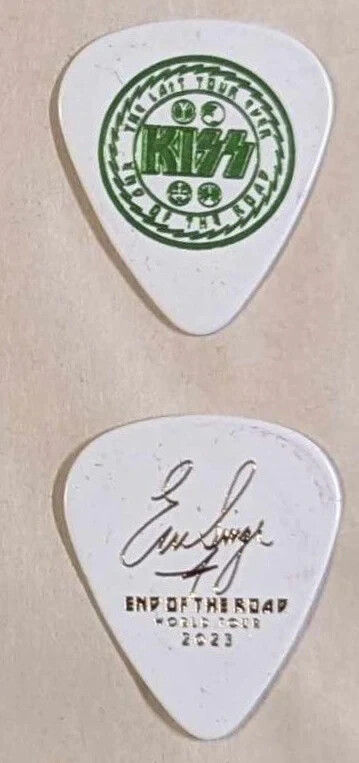 THE LAST TOUR EVER
KISS
END OF THE ROAD
Eric Singer
END OF THE ROAD
WORLD TOUR
2023